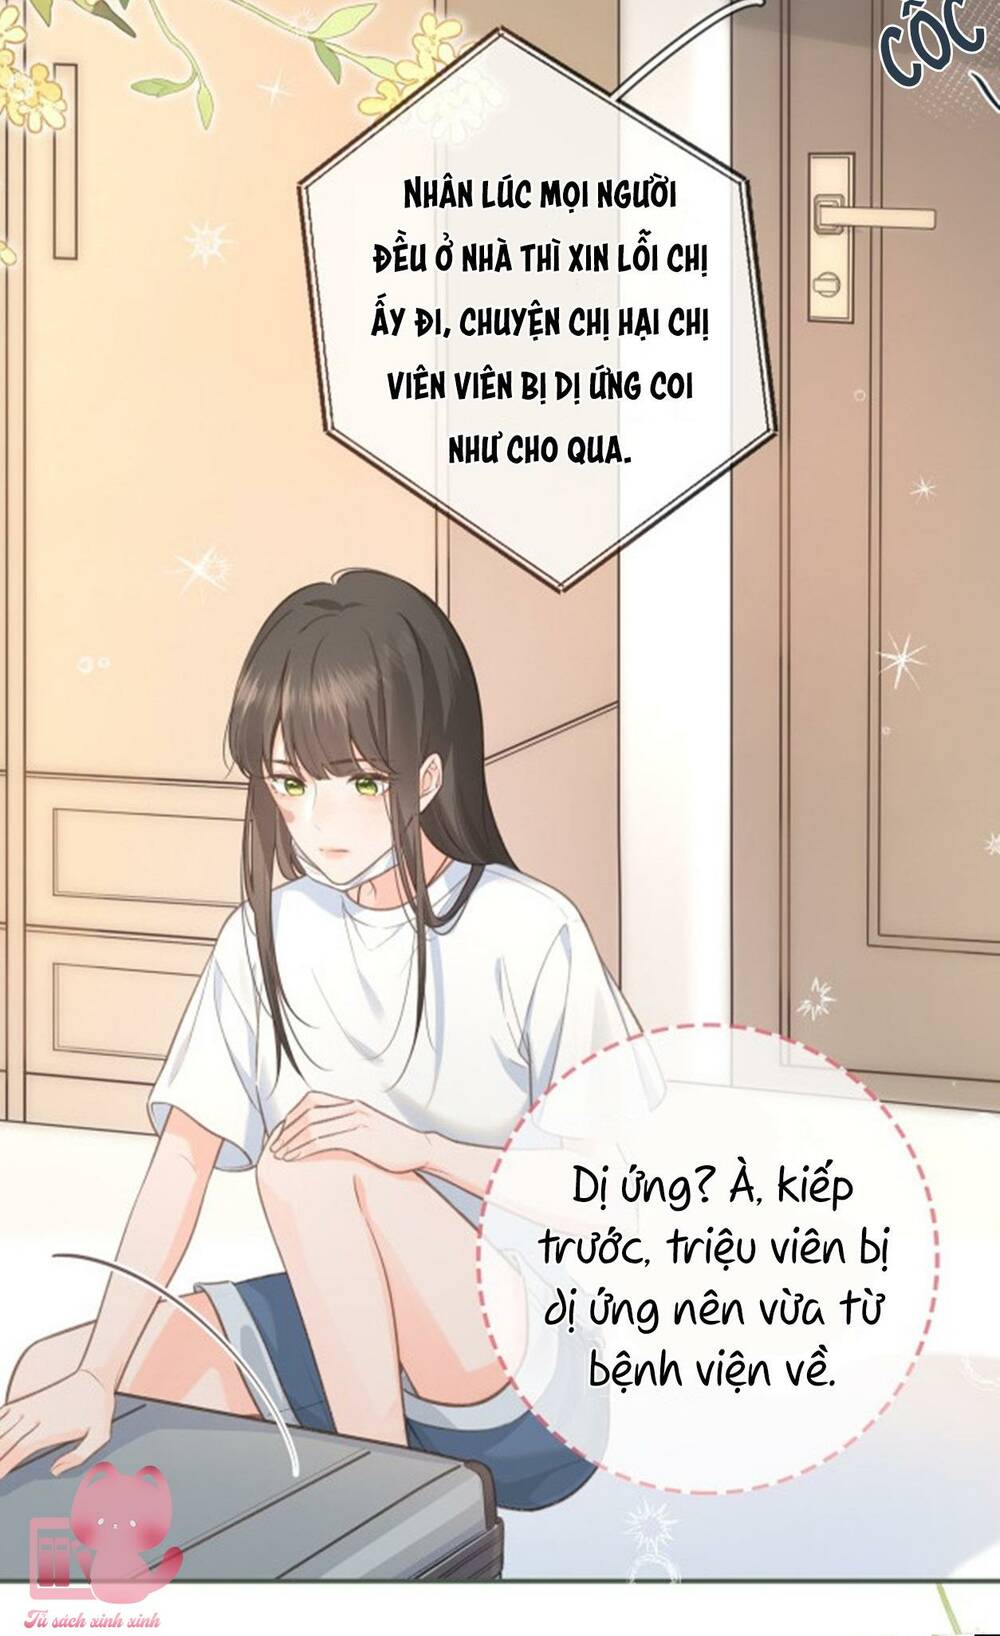 CỐC
NHÂN LÚC MỌI NGƯỜI
ĐỀU Ở NHÀ THÌ XIN LỖI CHỊ
ẤY ĐI, CHUYỆN CHỊ HẠI CHỊ
VIÊN VIÊN BỊ DỊ ỨNG COI
NHƯ CHO QUA.
Dị ứng? À, kiếp
trước, triệu viên bị
dị ứng nên vừa từ
bệnh viện về.
Tủ sách xinh xinh